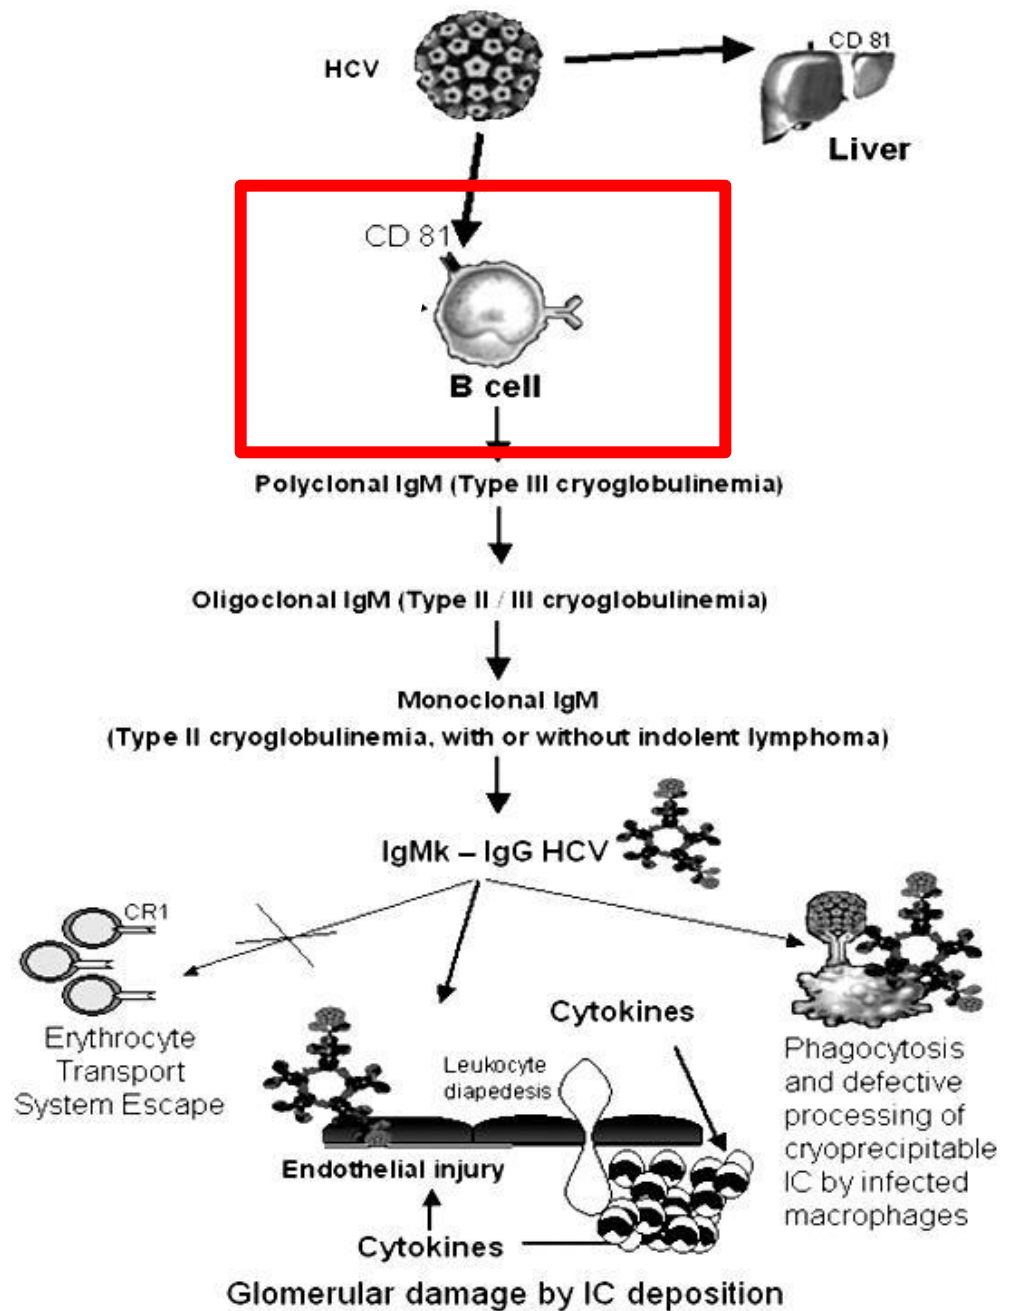 HCV
CD 81
Liver
CD 81
B cell
Polyclonal IgM (Type III cryoglobulinemia)
Oligoclonal IgM (Type II / III cryoglobulinemia)
Monoclonal IgM
(Type II cryoglobulinemia, with or without indolent lymphoma)
IgMk – IgG HCV
CR1
Erythrocyte
Transport
System Escape
Cytokines
Leukocyte
diapedesis
Endothelial injury
Cytokines
Phagocytosis
and defective
processing of
cryoprecipitable
IC by infected
macrophages
Glomerular damage by IC deposition